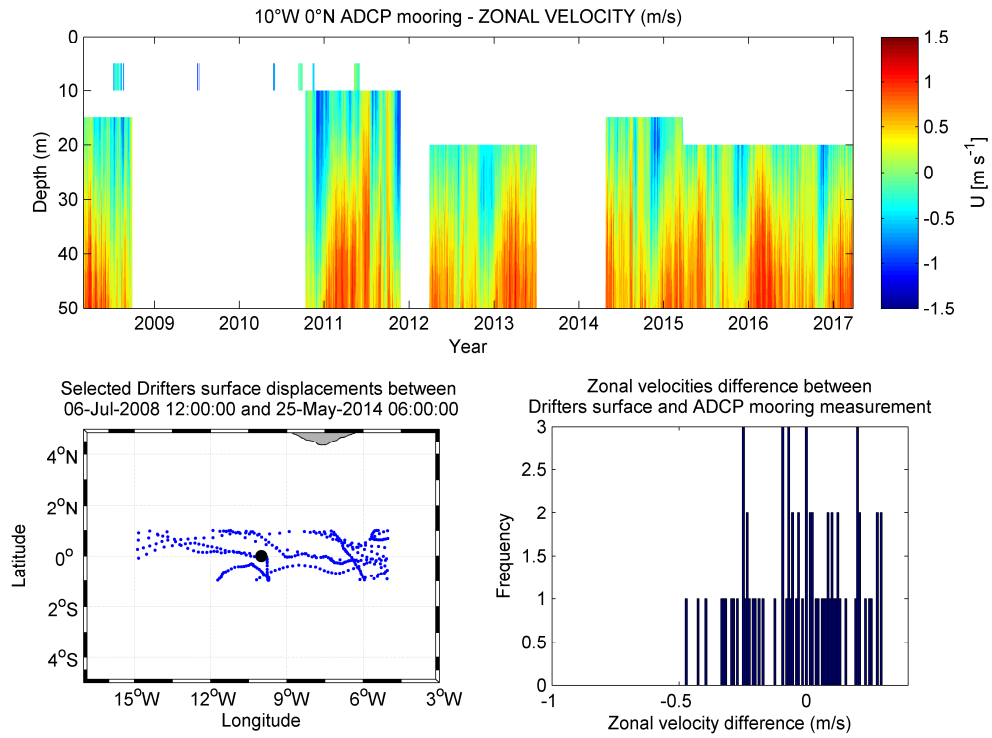 10°W 0°N ADCP mooring - ZONAL VELOCITY (m/s)
0
10
20
30
40
50
Depth (m)
2009 2010 2011 2012 2013 2014 2015 2016 2017
Year
1.5
1
0.5
0
-0.5
-1
-1.5
U [m s⁻¹]
Selected Drifters surface displacements between
06-Jul-2008 12:00:00 and 25-May-2014 06:00:00
4°N
2°N
0°
2°S
4°S
Latitude
15°W 12°W 9°W 6°W 3°W
Longitude
Zonal velocities difference between
Drifters surface and ADCP mooring measurement
3
2.5
2
1.5
1
0.5
0
Frequency
-1 -0.5 0
Zonal velocity difference (m/s)